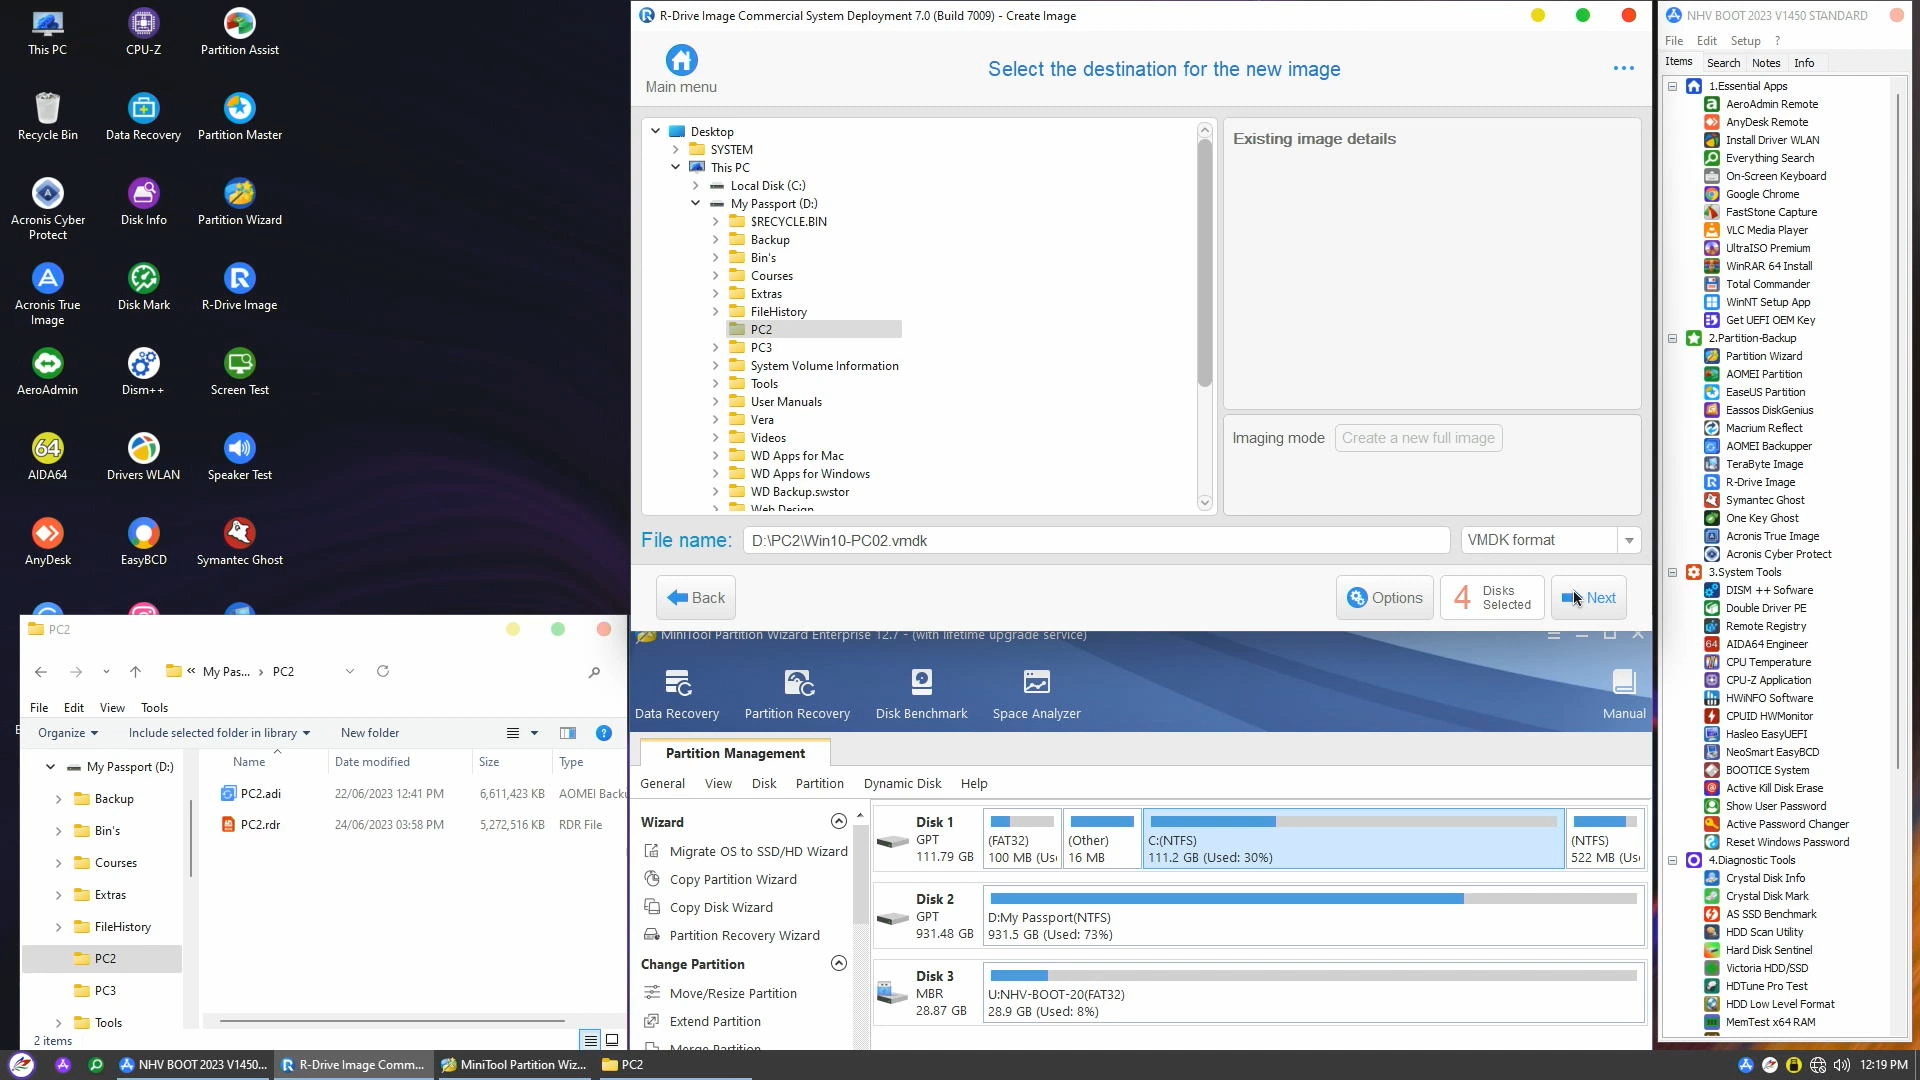 This PC
CPU-Z
Partition Assist
Recycle Bin
Data Recovery
Partition Master
Acronis Cyber
Protect
Disk Info
Partition Wizard
Acronis True
Image
Disk Mark
R-Drive Image
AeroAdmin
Dism++
Screen Test
64
AIDA64
Drivers WLAN
Speaker Test
AnyDesk
EasyBCD
Symantec Ghost
R-Drive Image Commercial System Deployment 7.0 (Build 7009) - Create Image
Main menu
Select the destination for the new image
Desktop
SYSTEM
This PC
Local Disk (C:)
My Passport (D:)
$RECYCLE.BIN
Backup
Bin's
Courses
Extras
FileHistory
PC2
PC3
System Volume Information
Tools
User Manuals
Vera
Videos
WD Apps for Mac
WD Apps for Windows
WD Backup.swstor
Web Design
Existing image details
Imaging mode Create a new full image
File name: D:\PC2\Win10-PC02.vmdk VMDK format
Back
Options
4 Disks
Selected
Next
PC2
« My Pas... > PC2
File Edit View Tools
Organize Include selected folder in library New folder
Name Date modified Size Type
My Passport (D:)
Backup
Bin's
Courses
Extras
FileHistory
PC2
PC3
Tools
PC2.adi 22/06/2023 12:41 PM 6,611,423 KB AOMEI Backu
PC2.rdr 24/06/2023 03:58 PM 5,272,516 KB RDR File
2 items
MiniTool Partition Wizard Enterprise 12.7 - (with lifetime upgrade service)
Data Recovery
Partition Recovery
Disk Benchmark
Space Analyzer
Manual
Partition Management
General View Disk Partition Dynamic Disk Help
Wizard
Migrate OS to SSD/HD Wizard
Copy Partition Wizard
Copy Disk Wizard
Partition Recovery Wizard
Change Partition
Move/Resize Partition
Extend Partition
Merge Partition
Disk 1
GPT
111.79 GB
(FAT32)
100 MB (Us
(Other)
16 MB
C:(NTFS)
111.2 GB (Used: 30%)
(NTFS)
522 MB (Us
Disk 2
GPT
931.48 GB
D:My Passport(NTFS)
931.5 GB (Used: 73%)
Disk 3
MBR
28.87 GB
U:NHV-BOOT-20(FAT32)
28.9 GB (Used: 8%)
NHV BOOT 2023 V1450 STANDARD
File Edit Setup ?
Items Search Notes Info
1.Essential Apps
AeroAdmin Remote
AnyDesk Remote
Install Driver WLAN
Everything Search
On-Screen Keyboard
Google Chrome
FastStone Capture
VLC Media Player
UltraISO Premium
WinRAR 64 Install
Total Commander
WinNT Setup App
Get UEFI OEM Key
2.Partition-Backup
Partition Wizard
AOMEI Partition
EaseUS Partition
Eassos DiskGenius
Macrium Reflect
AOMEI Backupper
TeraByte Image
R-Drive Image
Symantec Ghost
One Key Ghost
Acronis True Image
Acronis Cyber Protect
3.System Tools
DISM ++ Software
Double Driver PE
Remote Registry
AIDA64 Engineer
CPU Temperature
CPU-Z Application
HWiNFO Software
CPUID HWMonitor
Hasleo EasyUEFI
NeoSmart EasyBCD
BOOTICE System
Active Kill Disk Erase
Show User Password
Active Password Changer
Reset Windows Password
4.Diagnostic Tools
Crystal Disk Info
Crystal Disk Mark
AS SSD Benchmark
HDD Scan Utility
Hard Disk Sentinel
Victoria HDD/SSD
HDTune Pro Test
HDD Low Level Format
MemTest x64 RAM
NHV BOOT 2023 V1450...
R-Drive Image Comm...
MiniTool Partition Wiz...
PC2
12:19 PM